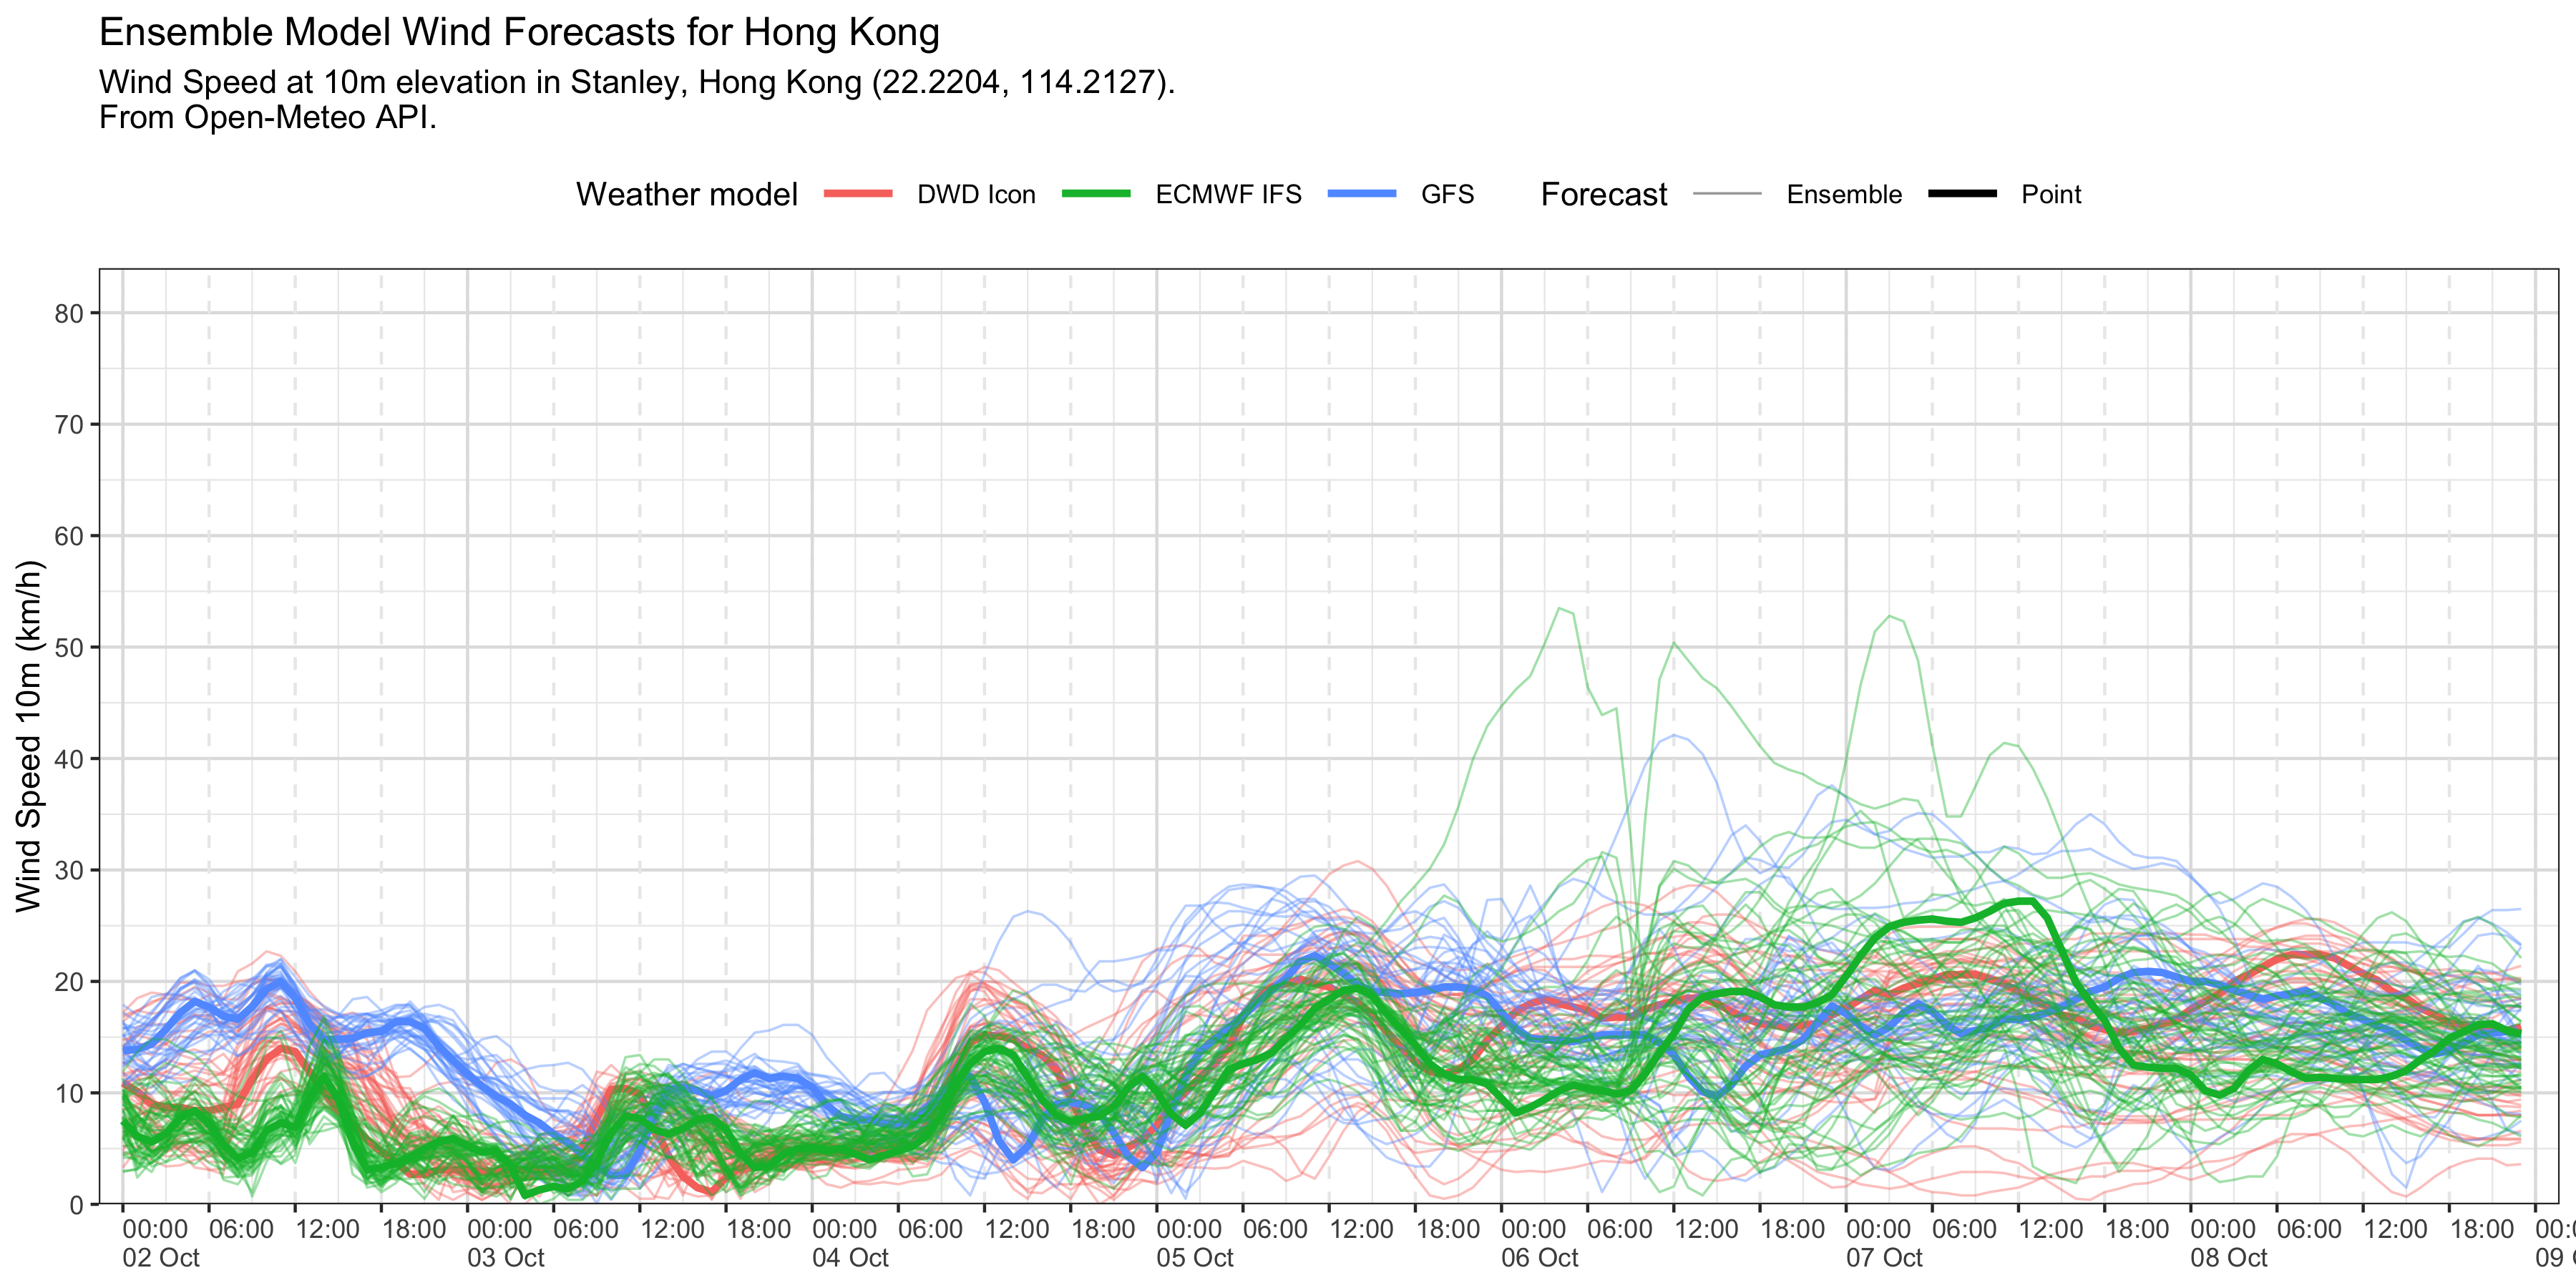 Ensemble Model Wind Forecasts for Hong Kong
Wind Speed at 10m elevation in Stanley, Hong Kong (22.2204, 114.2127).
From Open-Meteo API.
Weather model DWD Icon ECMWF IFS GFS Forecast Ensemble Point
Wind Speed 10m (km/h)
80
70
60
50
40
30
20
10
0
00:00 06:00 12:00 18:00 00:00 06:00 12:00 18:00 00:00 06:00 12:00 18:00 00:00 06:00 12:00 18:00 00:00 06:00 12:00 18:00 00:00 06:00 12:00 18:00 00:00 06:00 12:00 18:00
02 Oct 03 Oct 04 Oct 05 Oct 06 Oct 07 Oct 08 Oct 09